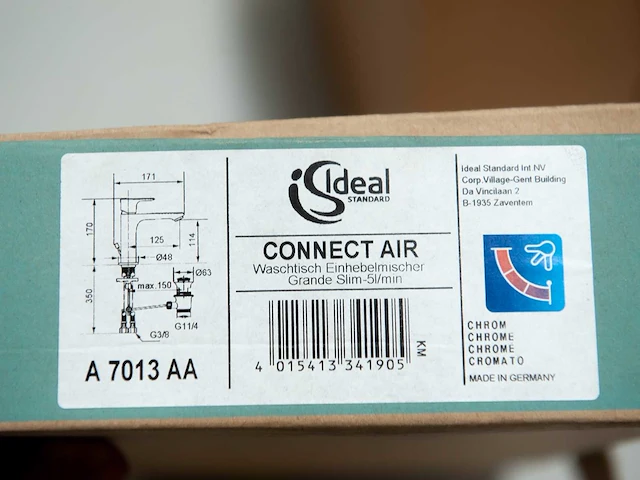 171
170
125
114
Ø48
Ø63
max.150
350
G11/4
G3/8
A 7013 AA
Ideal
STANDARD
CONNECT AIR
Waschtisch Einhebelmischer
Grande Slim-5l/min
4 015413 341905
KM
Ideal Standard Int NV
Corp.Village-Gent Building
Da Vincilaan 2
B-1935 Zaventem
CHROM
CHROME
CHROME
CROMATO
MADE IN GERMANY